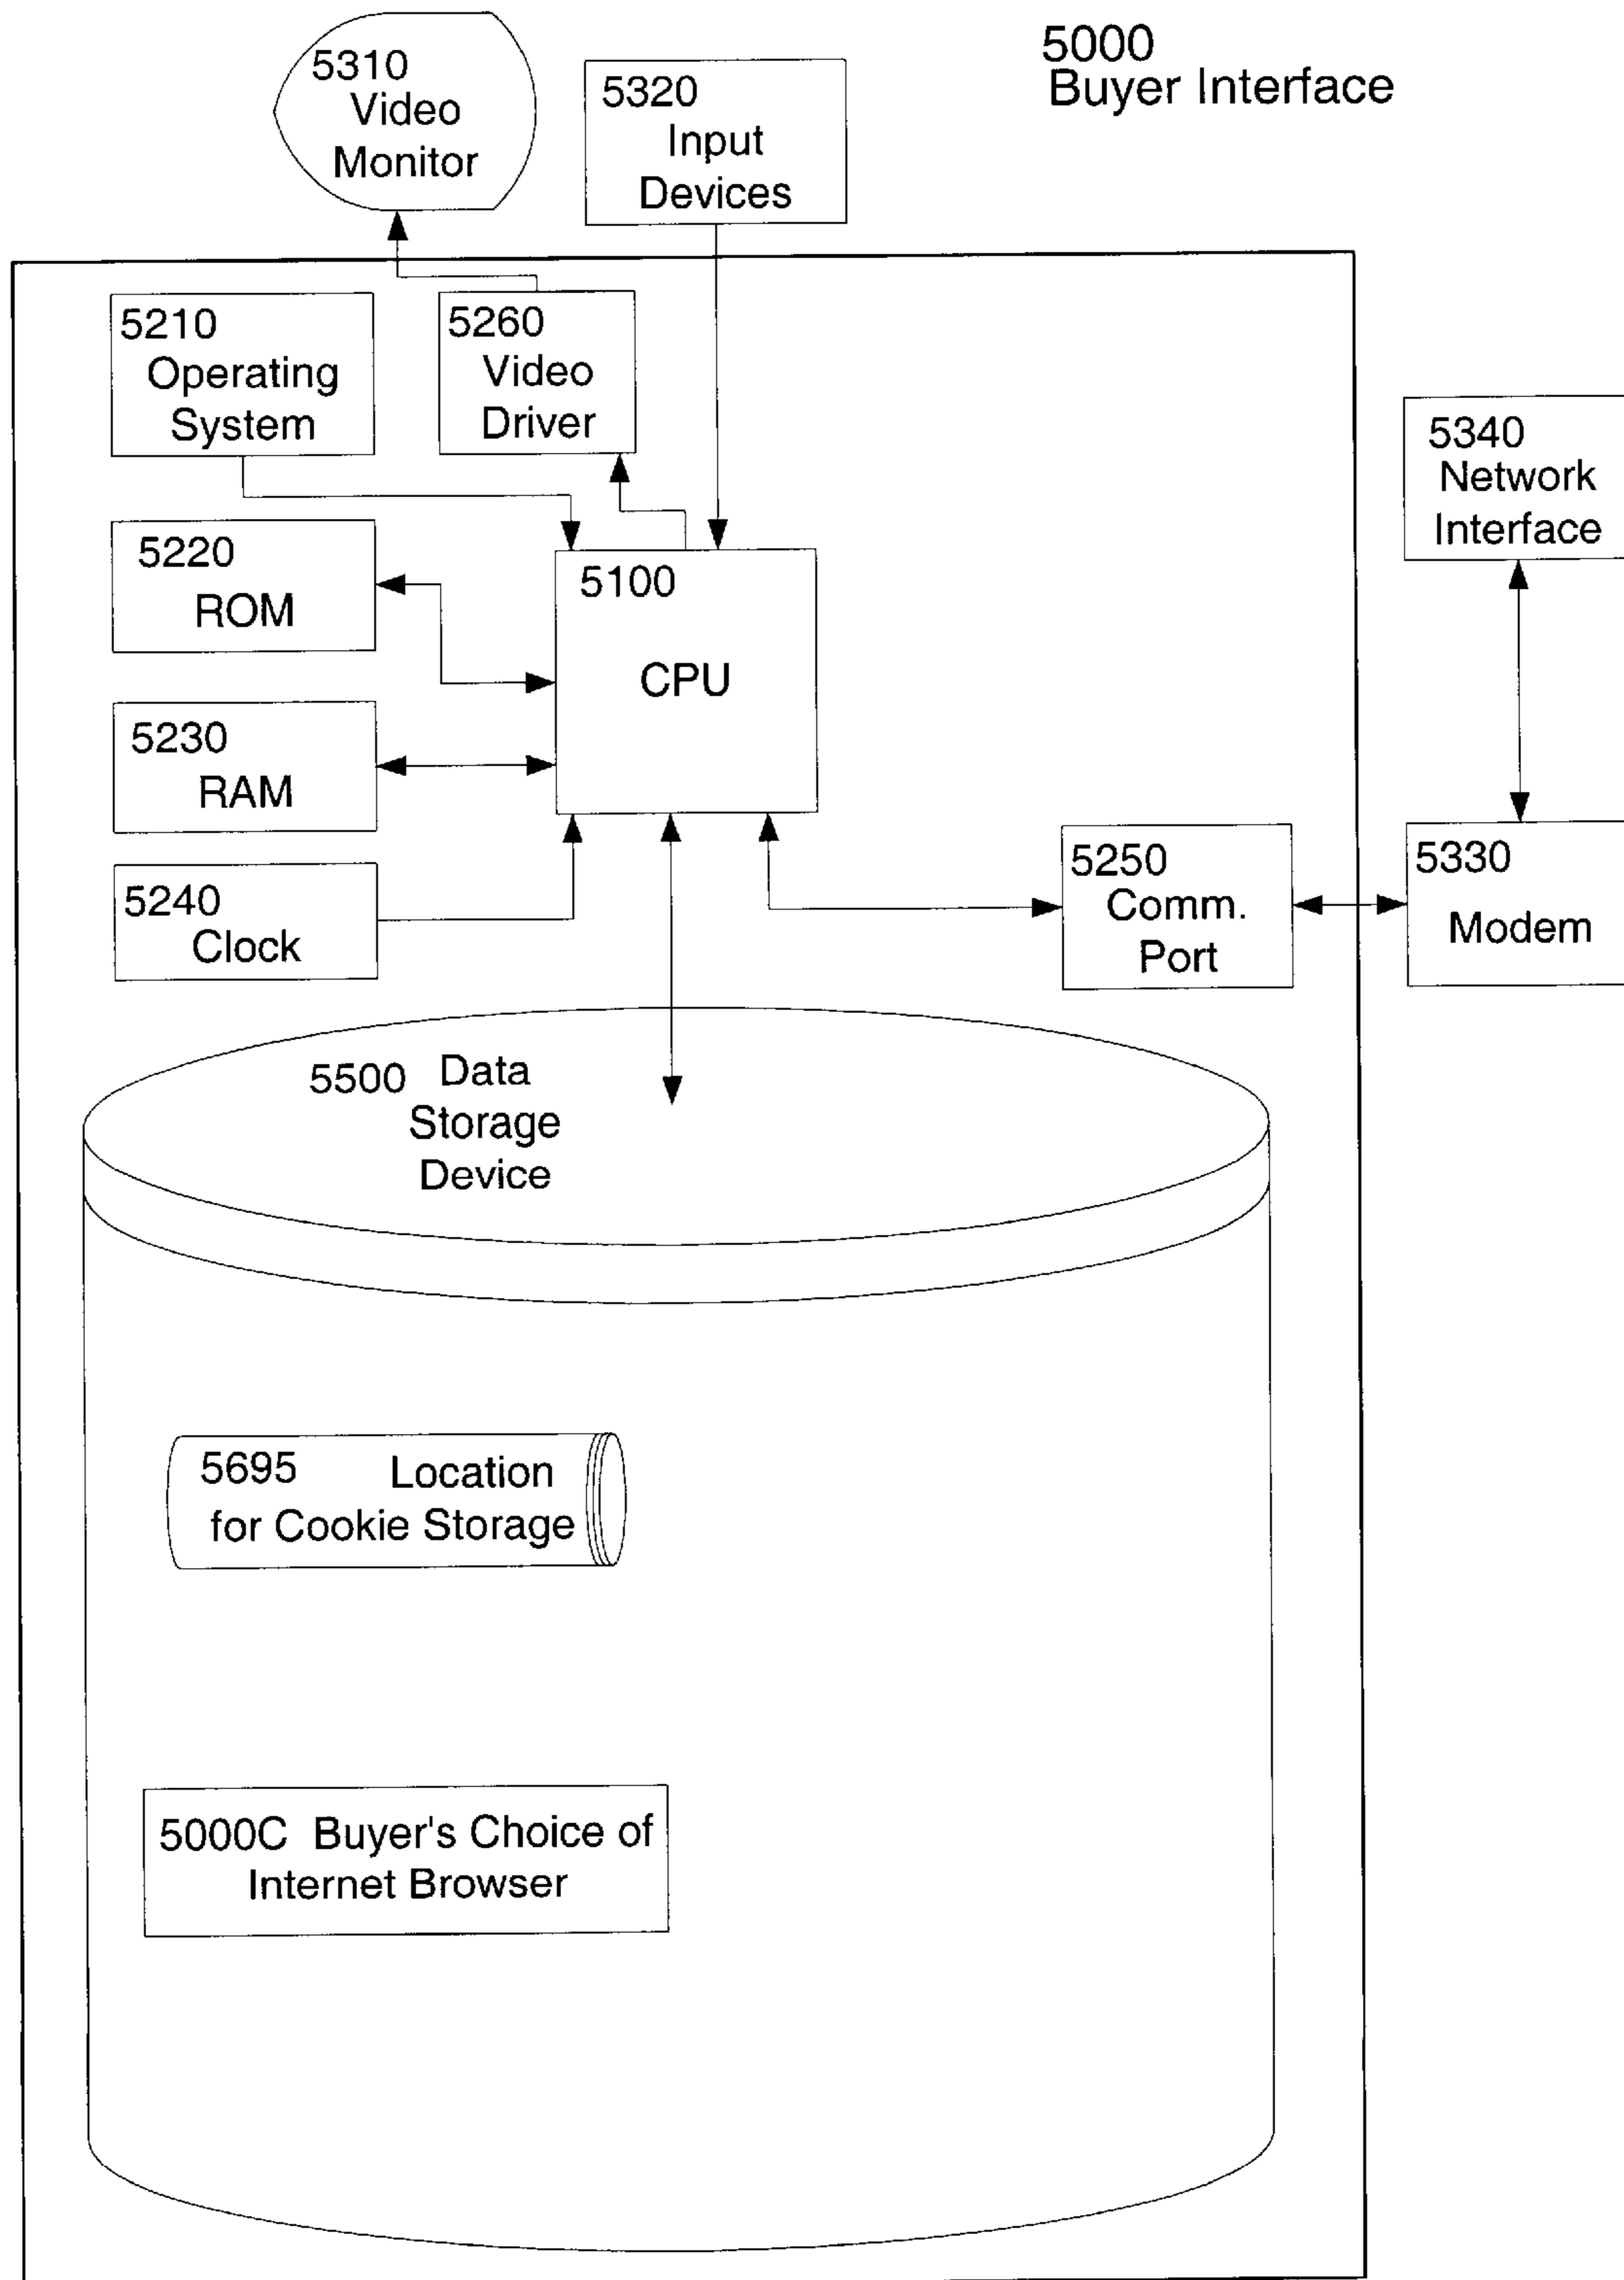 5000
Buyer Interface
5310
Video
Monitor
5320
Input
Devices
5210
Operating
System
5260
Video
Driver
5340
Network
Interface
5220
ROM
5100
CPU
5230
RAM
5240
Clock
5250
Comm.
Port
5330
Modem
5500 Data
Storage
Device
5695 Location
for Cookie Storage
5000C Buyer's Choice of
Internet Browser